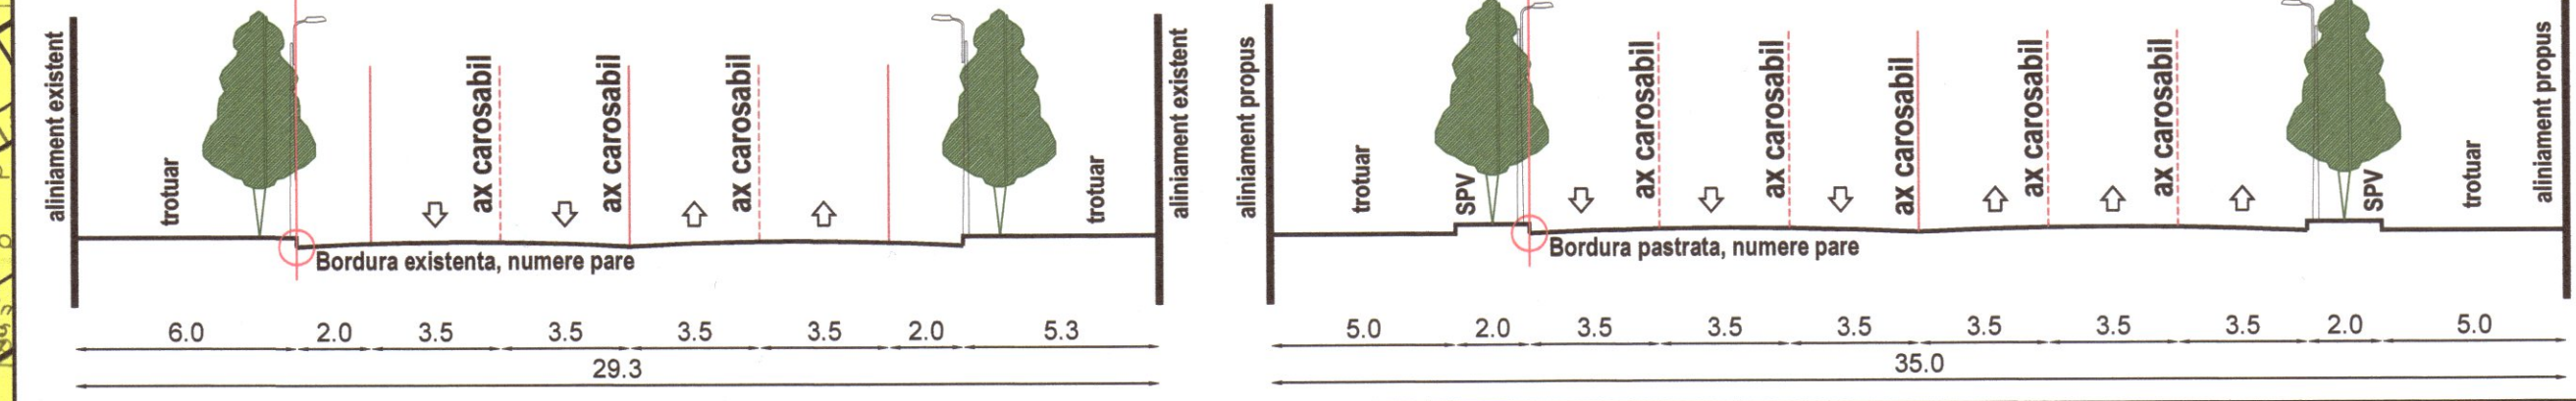 aliniament existent
trotuar
ax carosabil
ax carosabil
ax carosabil
trotuar
aliniament existent
Bordura existenta, numere pare
6.0 2.0 3.5 3.5 3.5 3.5 2.0 5.3
29.3
aliniament propus
trotuar
SPV
ax carosabil
ax carosabil
ax carosabil
ax carosabil
ax carosabil
SPV
trotuar
aliniament propus
Bordura pastrata, numere pare
5.0 2.0 3.5 3.5 3.5 3.5 3.5 3.5 2.0 5.0
35.0